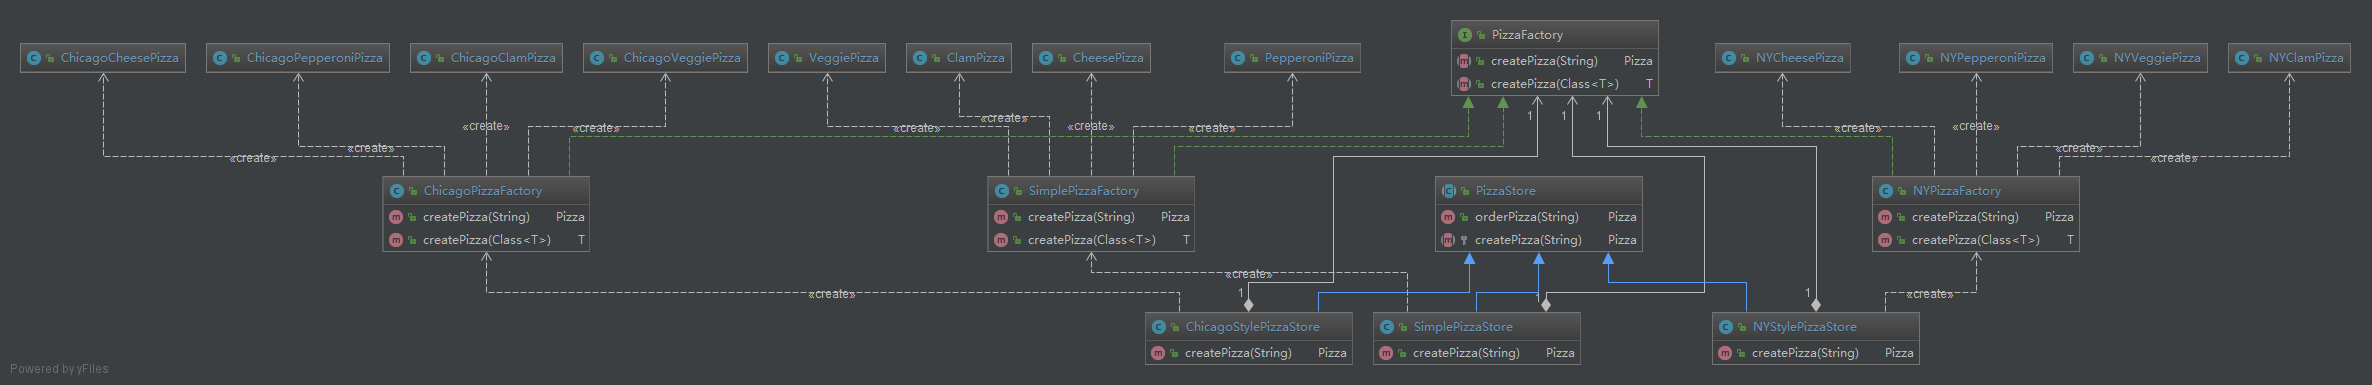 ChicagoCheesePizza
ChicagoPepperoniPizza
ChicagoClamPizza
ChicagoVeggiePizza
VeggiePizza
ClamPizza
CheesePizza
PepperoniPizza
PizzaFactory
createPizza(String) Pizza
createPizza(Class<T>) T
NYCheesePizza
NYPepperoniPizza
NYVeggiePizza
NYClamPizza
1
1
1
«create»
«create»
«create»
«create»
«create»
«create»
«create»
«create»
«create»
«create»
«create»
«create»
ChicagoPizzaFactory
createPizza(String) Pizza
createPizza(Class<T>) T
SimplePizzaFactory
createPizza(String) Pizza
createPizza(Class<T>) T
PizzaStore
orderPizza(String) Pizza
createPizza(String) Pizza
NYPizzaFactory
createPizza(String) Pizza
createPizza(Class<T>) T
«create»
«create»
«create»
1
1
1
ChicagoStylePizzaStore
createPizza(String) Pizza
SimplePizzaStore
createPizza(String) Pizza
NYStylePizzaStore
createPizza(String) Pizza
Powered by yFiles